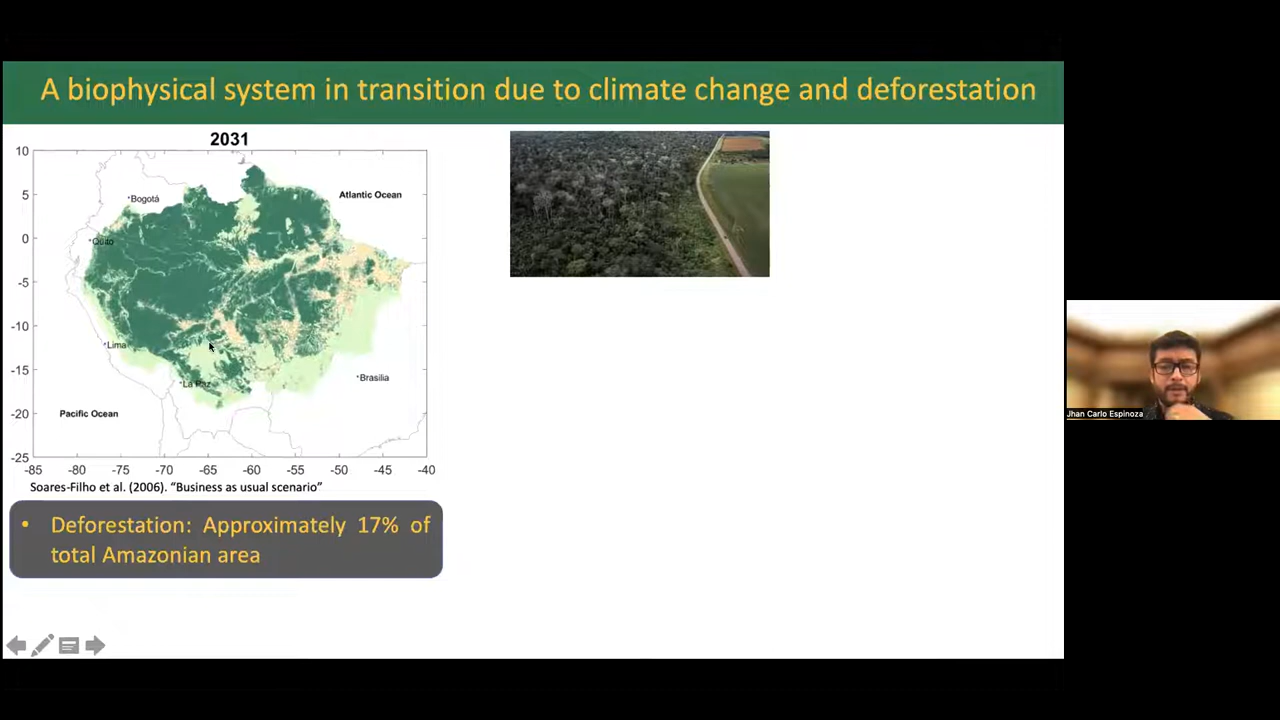 A biophysical system in transition due to climate change and deforestation
2031
10
5
0
-5
-10
-15
-20
-25
-85
-80
-75
-70
-65
-60
-55
-50
-45
-40
Bogotá
Atlantic Ocean
Quito
Lima
La Paz
Brasilia
Pacific Ocean
Soares-Filho et al. (2006). “Business as usual scenario”
• Deforestation: Approximately 17% of
total Amazonian area
Jhan Carlo Espinoza